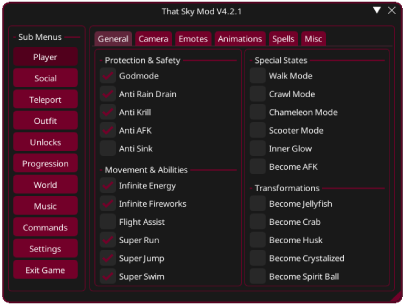 That Sky Mod V4.2.1
Sub Menus
Player
Social
Teleport
Outfit
Unlocks
Progression
World
Music
Commands
Settings
Exit Game
General Camera Emotes Animations Spells Misc
Protection & Safety
Godmode
Anti Rain Drain
Anti Krill
Anti AFK
Anti Sink
Movement & Abilities
Infinite Energy
Infinite Fireworks
Flight Assist
Super Run
Super Jump
Super Swim
Special States
Walk Mode
Crawl Mode
Chameleon Mode
Scooter Mode
Inner Glow
Become AFK
Transformations
Become Jellyfish
Become Crab
Become Husk
Become Crystalized
Become Spirit Ball